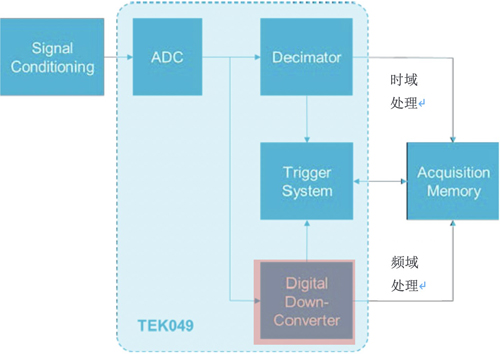 Signal
Conditioning
ADC
Decimator
时域
处理↲
Trigger
System
Acquisition
Memory
频域
处理↲
Digital
Down-
Converter
TEK049